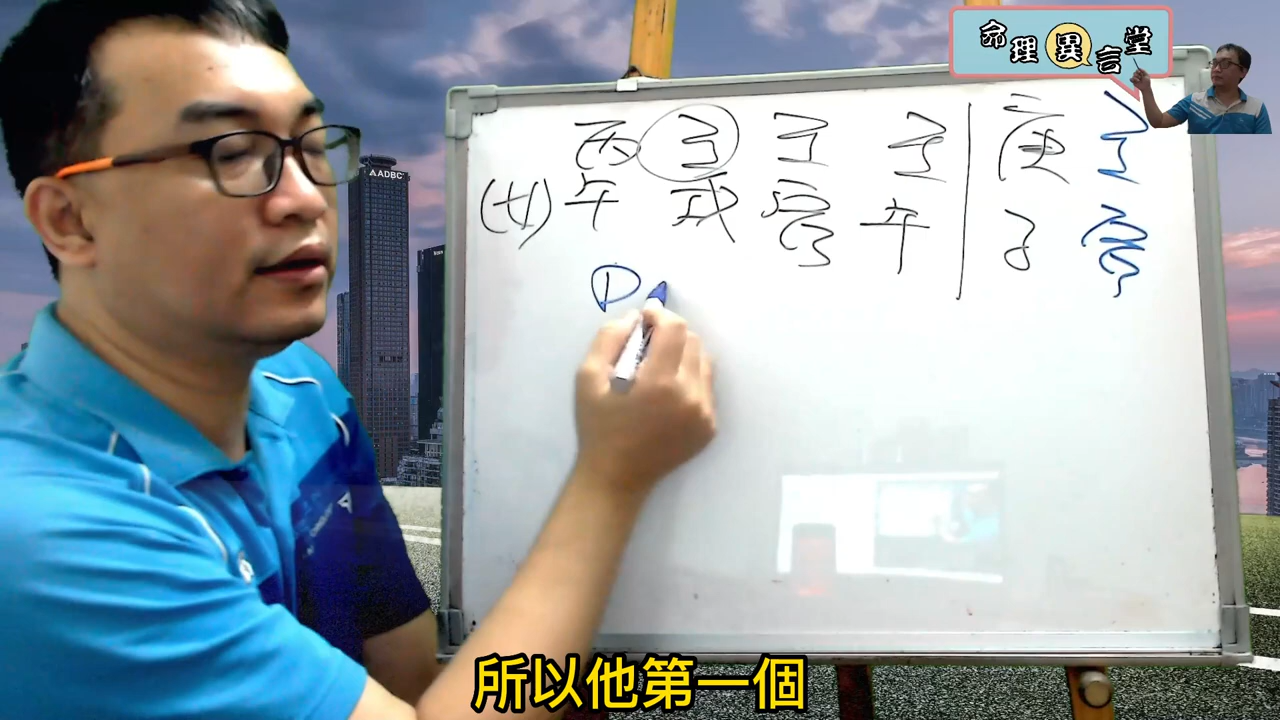 命理異言堂
丙 壬 壬 壬 庚 壬
(女) 午 戌 寅 午 子 寅
ADBC
所以他第一個